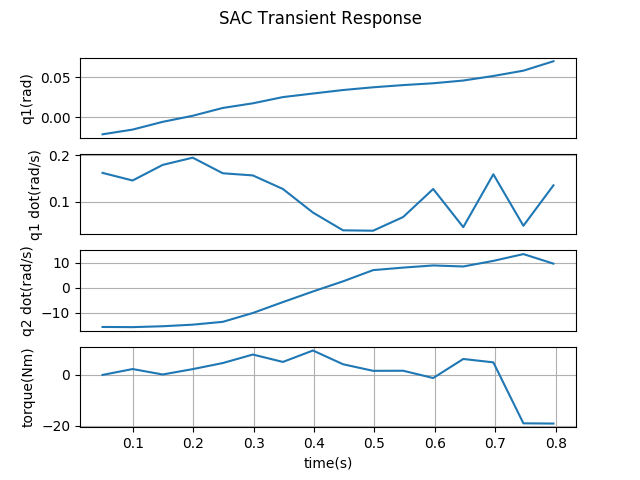 SAC Transient Response
q1(rad)
0.05
0.00
q1 dot(rad/s)
0.2
0.1
q2 dot(rad/s)
10
0
−10
torque(Nm)
0
−20
0.1 0.2 0.3 0.4 0.5 0.6 0.7 0.8
time(s)